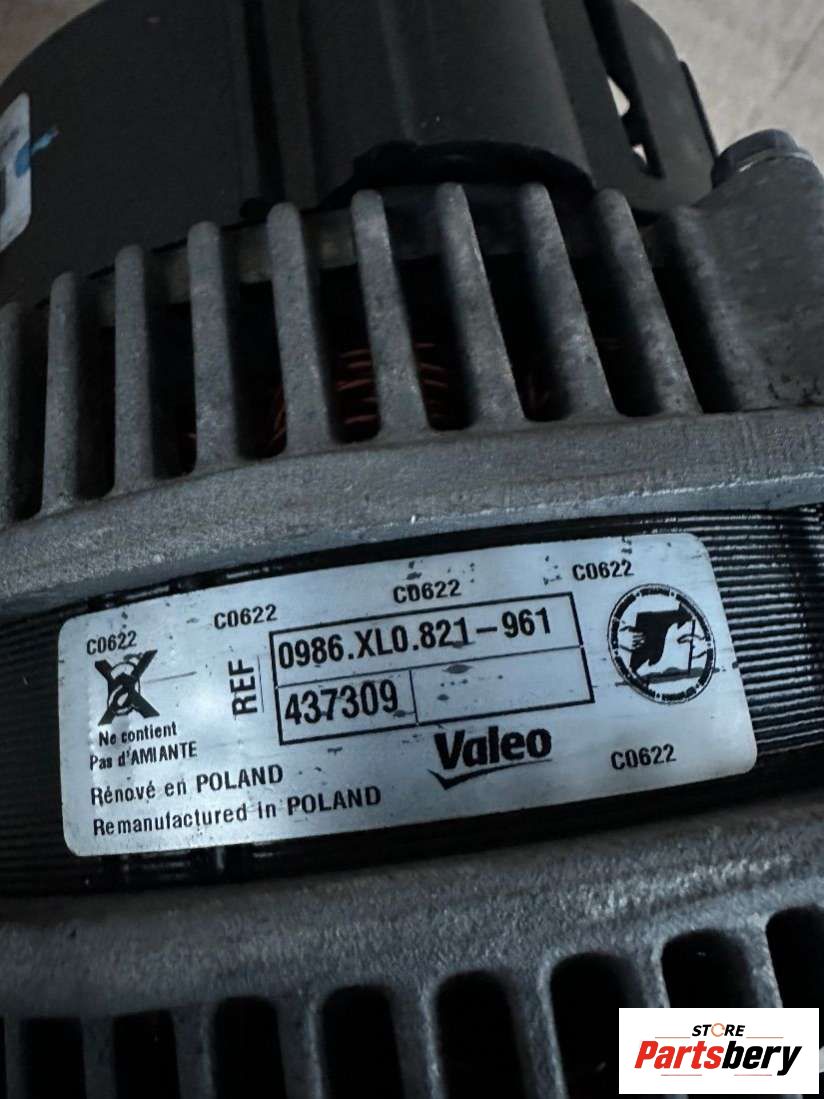 C0622
C0622
C0622
C0622
REF
0986.XL0.821-961
437309
Ne contient
Pas d'AMIANTE
Valeo
C0622
Rénové en POLAND
Remanufactured in POLAND
STORE
Partsbery